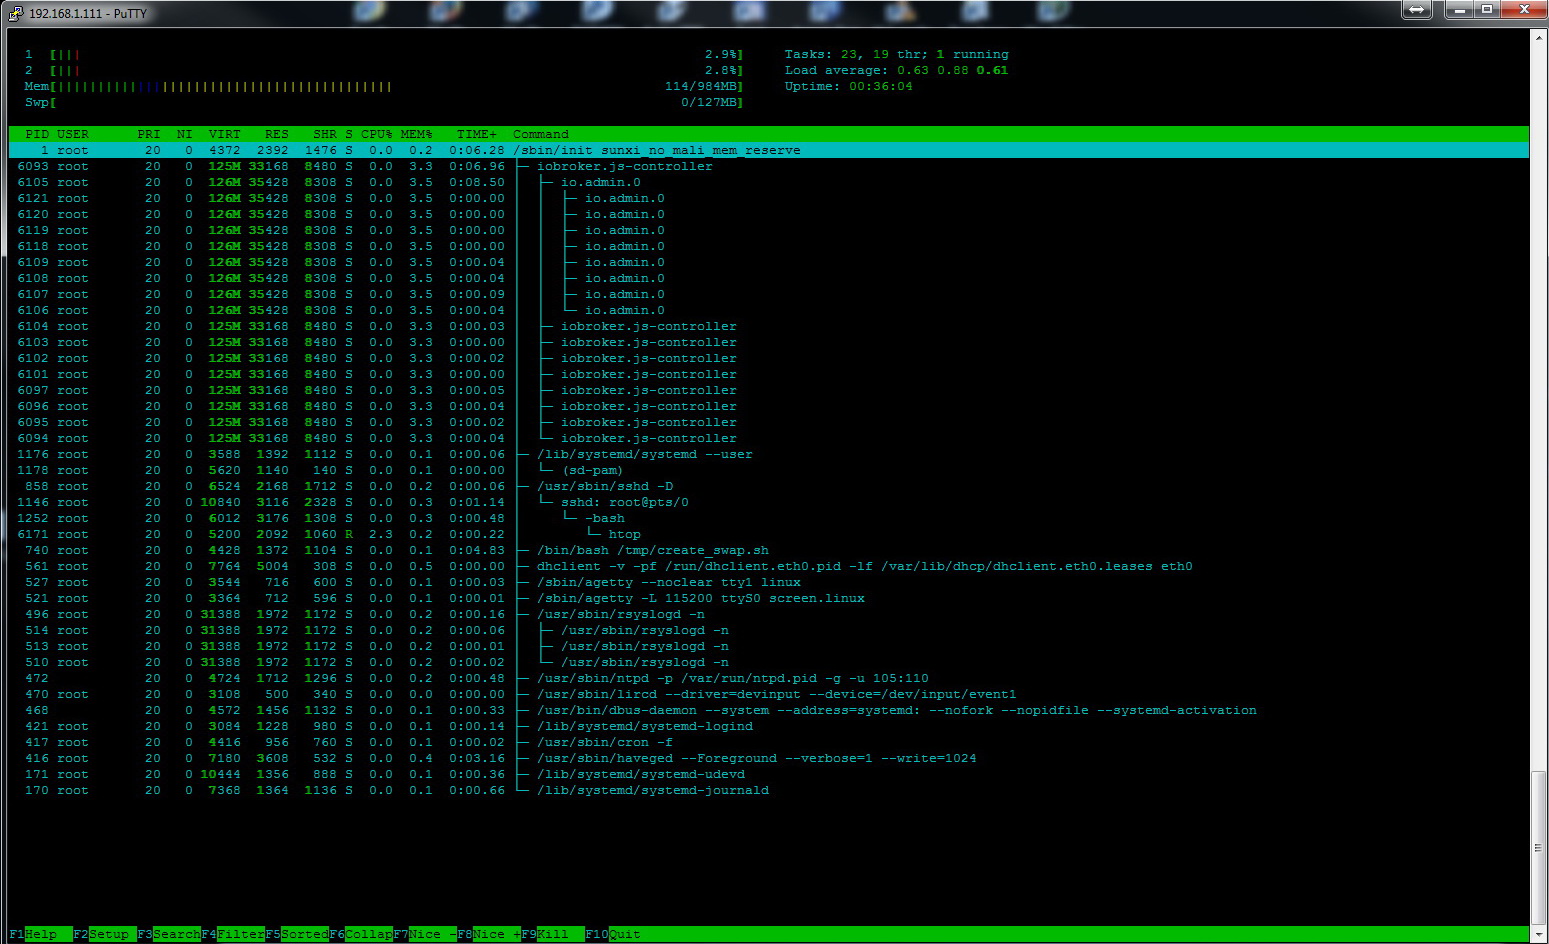 192.168.1.111 - PuTTY
1 [||| 2.9%] Tasks: 23, 19 thr; 1 running
2 [||| 2.8%] Load average: 0.63 0.88 0.61
Mem[||||||||||||||||||||||||||||||||||||||||||| 114/984MB] Uptime: 00:36:04
Swp[ 0/127MB]
PID USER PRI NI VIRT RES SHR S CPU% MEM% TIME+ Command
1 root 20 0 4372 2392 1476 S 0.0 0.2 0:06.28 /sbin/init sunxi_no_mali_mem_reserve
6093 root 20 0 125M 33168 8480 S 0.0 3.3 0:06.96 ├─ iobroker.js-controller
6105 root 20 0 126M 35428 8308 S 0.0 3.5 0:08.50 │ ├─ io.admin.0
6121 root 20 0 126M 35428 8308 S 0.0 3.5 0:00.00 │ │ ├─ io.admin.0
6120 root 20 0 126M 35428 8308 S 0.0 3.5 0:00.00 │ │ ├─ io.admin.0
6119 root 20 0 126M 35428 8308 S 0.0 3.5 0:00.00 │ │ ├─ io.admin.0
6118 root 20 0 126M 35428 8308 S 0.0 3.5 0:00.00 │ │ ├─ io.admin.0
6109 root 20 0 126M 35428 8308 S 0.0 3.5 0:00.04 │ │ ├─ io.admin.0
6108 root 20 0 126M 35428 8308 S 0.0 3.5 0:00.04 │ │ ├─ io.admin.0
6107 root 20 0 126M 35428 8308 S 0.0 3.5 0:00.09 │ │ ├─ io.admin.0
6106 root 20 0 126M 35428 8308 S 0.0 3.5 0:00.04 │ │ └─ io.admin.0
6104 root 20 0 125M 33168 8480 S 0.0 3.3 0:00.03 │ ├─ iobroker.js-controller
6103 root 20 0 125M 33168 8480 S 0.0 3.3 0:00.00 │ ├─ iobroker.js-controller
6102 root 20 0 125M 33168 8480 S 0.0 3.3 0:00.02 │ ├─ iobroker.js-controller
6101 root 20 0 125M 33168 8480 S 0.0 3.3 0:00.00 │ ├─ iobroker.js-controller
6097 root 20 0 125M 33168 8480 S 0.0 3.3 0:00.05 │ ├─ iobroker.js-controller
6096 root 20 0 125M 33168 8480 S 0.0 3.3 0:00.04 │ ├─ iobroker.js-controller
6095 root 20 0 125M 33168 8480 S 0.0 3.3 0:00.02 │ ├─ iobroker.js-controller
6094 root 20 0 125M 33168 8480 S 0.0 3.3 0:00.04 │ └─ iobroker.js-controller
1176 root 20 0 3588 1392 1112 S 0.0 0.1 0:00.06 ├─ /lib/systemd/systemd --user
1178 root 20 0 5620 1140 140 S 0.0 0.1 0:00.00 │ └─ (sd-pam)
858 root 20 0 6524 2168 1712 S 0.0 0.2 0:00.06 ├─ /usr/sbin/sshd -D
1146 root 20 0 10840 3116 2328 S 0.0 0.3 0:01.14 │ └─ sshd: root@pts/0
1252 root 20 0 6012 3176 1308 S 0.0 0.3 0:00.48 │ └─ -bash
6171 root 20 0 5200 2092 1060 R 2.3 0.2 0:00.22 │ └─ htop
740 root 20 0 4428 1372 1104 S 0.0 0.1 0:04.83 ├─ /bin/bash /tmp/create_swap.sh
561 root 20 0 7764 5004 308 S 0.0 0.5 0:00.00 ├─ dhclient -v -pf /run/dhclient.eth0.pid -lf /var/lib/dhcp/dhclient.eth0.leases eth0
527 root 20 0 3544 716 600 S 0.0 0.1 0:00.03 ├─ /sbin/agetty --noclear tty1 linux
521 root 20 0 3364 712 596 S 0.0 0.1 0:00.01 ├─ /sbin/agetty -L 115200 ttyS0 screen.linux
496 root 20 0 31388 1972 1172 S 0.0 0.2 0:00.16 ├─ /usr/sbin/rsyslogd -n
514 root 20 0 31388 1972 1172 S 0.0 0.2 0:00.06 │ ├─ /usr/sbin/rsyslogd -n
513 root 20 0 31388 1972 1172 S 0.0 0.2 0:00.01 │ ├─ /usr/sbin/rsyslogd -n
510 root 20 0 31388 1972 1172 S 0.0 0.2 0:00.02 │ └─ /usr/sbin/rsyslogd -n
472 20 0 4724 1712 1296 S 0.0 0.2 0:00.48 ├─ /usr/sbin/ntpd -p /var/run/ntpd.pid -g -u 105:110
470 root 20 0 3108 500 340 S 0.0 0.0 0:00.00 ├─ /usr/sbin/lircd --driver=devinput --device=/dev/input/event1
468 20 0 4572 1456 1132 S 0.0 0.1 0:00.33 ├─ /usr/bin/dbus-daemon --system --address=systemd: --nofork --nopidfile --systemd-activation
421 root 20 0 3084 1228 980 S 0.0 0.1 0:00.14 ├─ /lib/systemd/systemd-logind
417 root 20 0 4416 956 760 S 0.0 0.1 0:00.02 ├─ /usr/sbin/cron -f
416 root 20 0 7180 3608 532 S 0.0 0.4 0:03.16 ├─ /usr/sbin/haveged --Foreground --verbose=1 --write=1024
171 root 20 0 10444 1356 888 S 0.0 0.1 0:00.36 ├─ /lib/systemd/systemd-udevd
170 root 20 0 7368 1364 1136 S 0.0 0.1 0:00.66 └─ /lib/systemd/systemd-journald
F1Help F2Setup F3SearchF4FilterF5SortedF6CollapF7Nice -F8Nice +F9Kill F10Quit